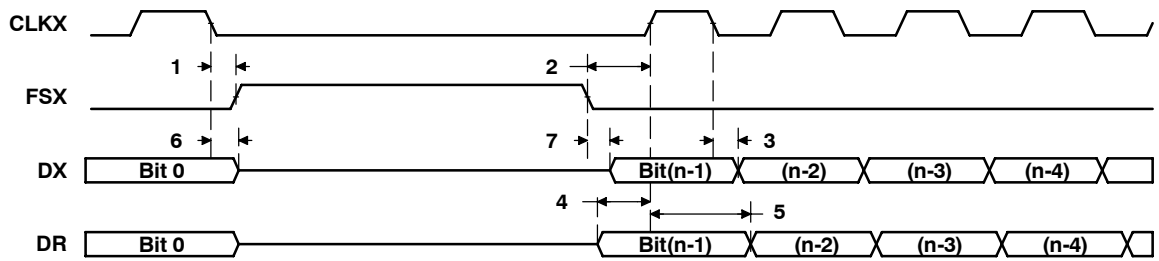 CLKX
1 2
FSX
6 7 3
DX Bit 0 Bit(n-1) (n-2) (n-3) (n-4)
4 5
DR Bit 0 Bit(n-1) (n-2) (n-3) (n-4)